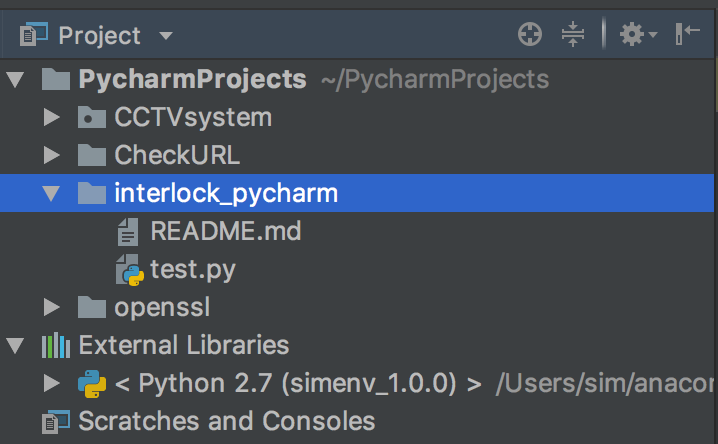 Project
PycharmProjects ~/PycharmProjects
CCTVsystem
CheckURL
interlock_pycharm
README.md
test.py
openssl
External Libraries
< Python 2.7 (simenv_1.0.0) > /Users/sim/anacor
Scratches and Consoles